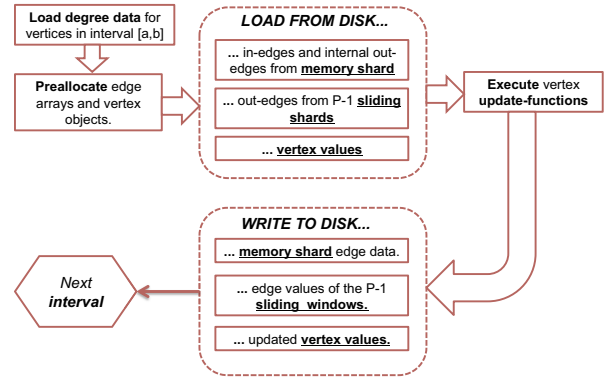 Load degree data for
vertices in interval [a,b]
Preallocate edge
arrays and vertex
objects.
LOAD FROM DISK...
... in-edges and internal out-
edges from memory shard
... out-edges from P-1 sliding
shards
... vertex values
Execute vertex
update-functions
WRITE TO DISK...
... memory shard edge data.
... edge values of the P-1
sliding windows.
... updated vertex values.
Next
interval